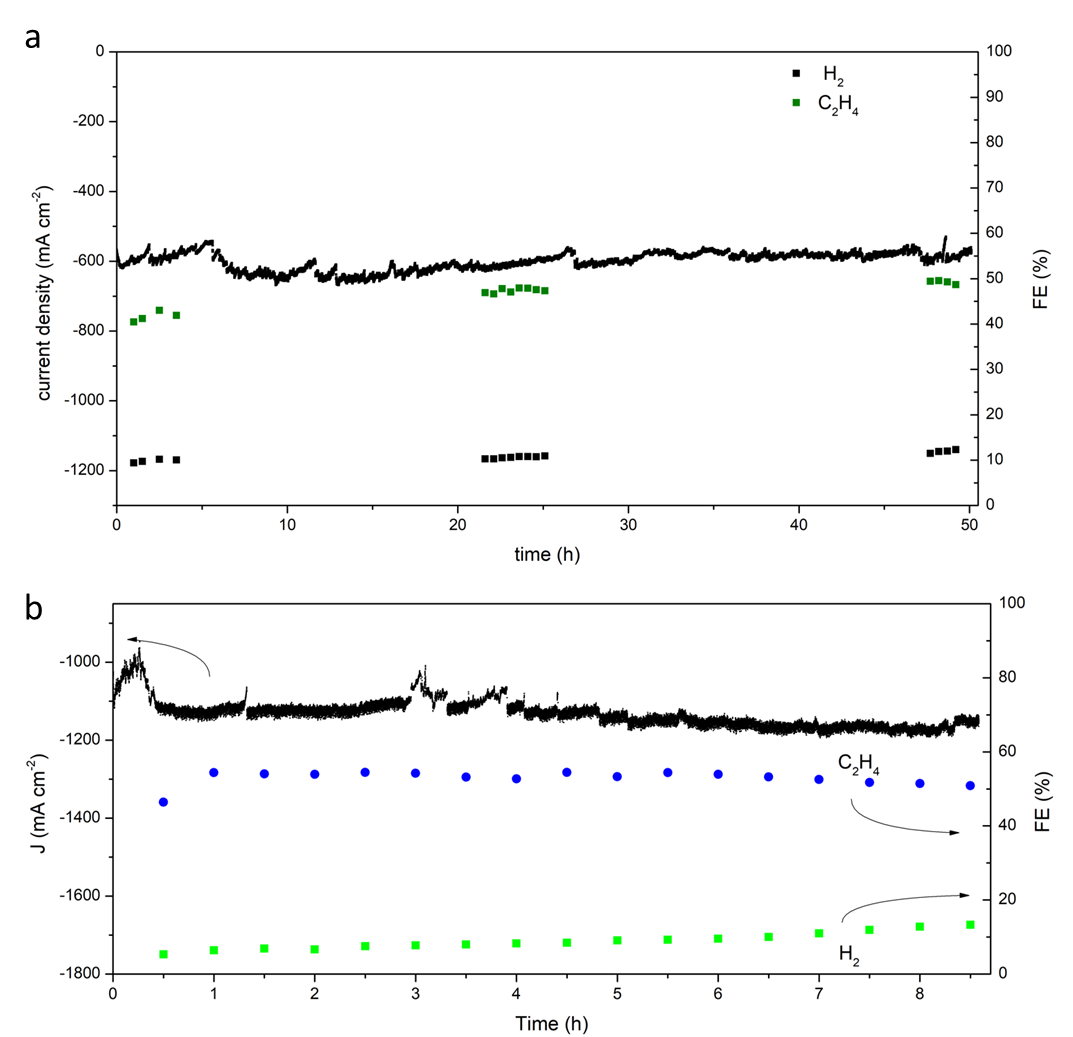 a
H₂
C₂H₄
0
-200
-400
-600
-800
-1000
-1200
current density (mA cm⁻²)
100
90
80
70
60
50
40
30
20
10
0
FE (%)
0 10 20 30 40 50
time (h)
b
-1000
-1200
-1400
-1600
-1800
J (mA cm⁻²)
C₂H₄
H₂
100
80
60
40
20
0
FE (%)
0 1 2 3 4 5 6 7 8
Time (h)